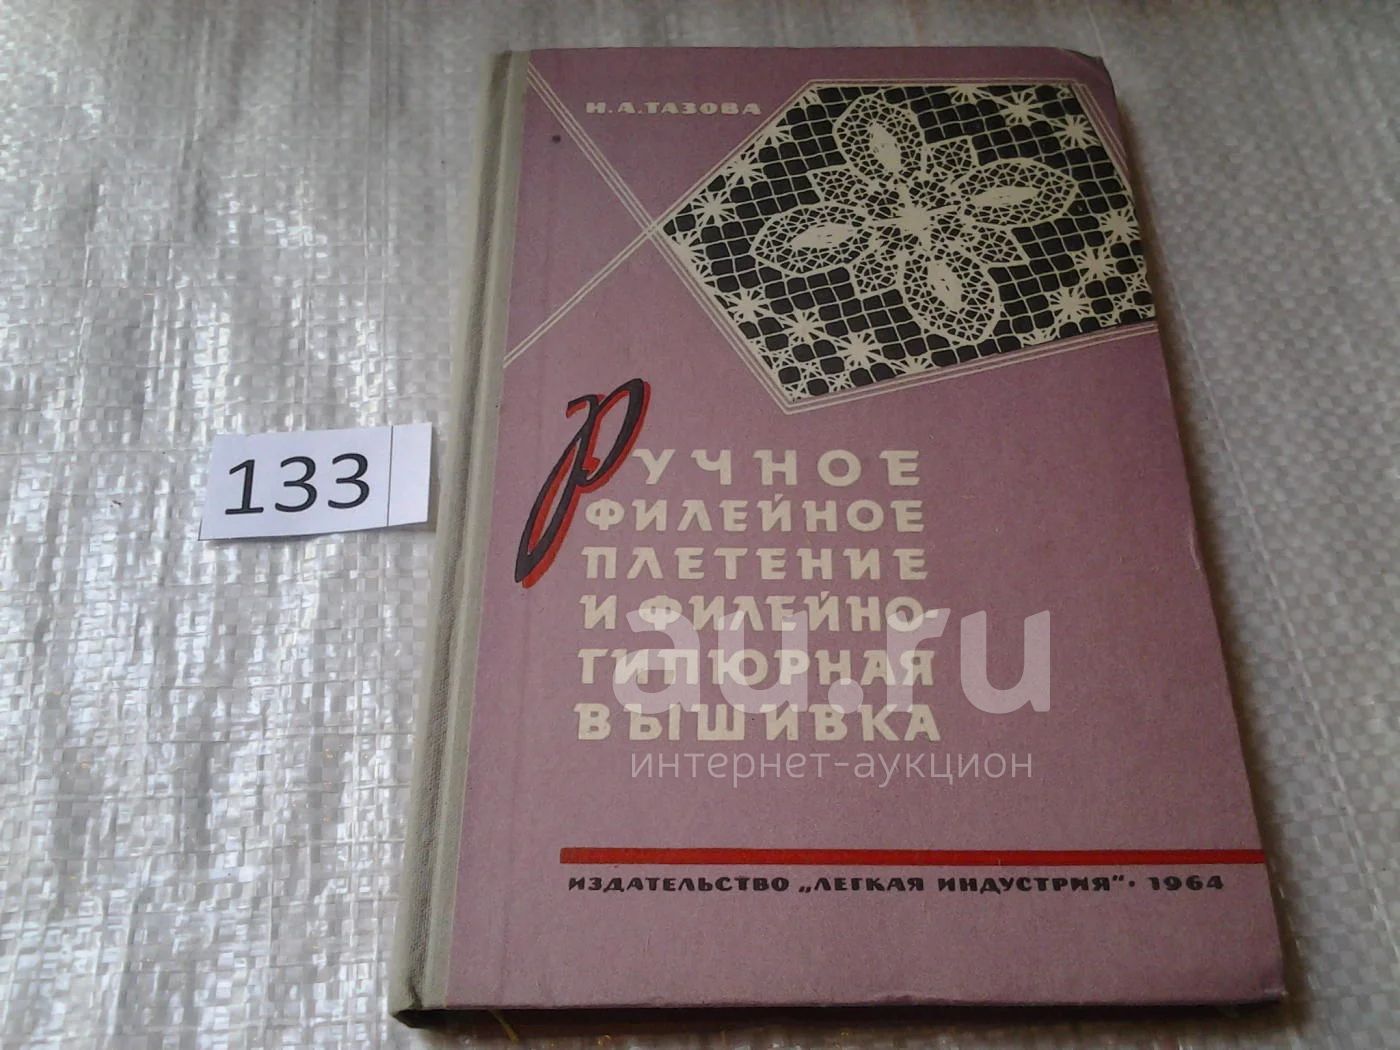 Н.А.ТАЗОВА
133
РУЧНОЕ
ФИЛЕЙНОЕ
ПЛЕТЕНИЕ
И ФИЛЕЙНО-
ГИПЮРНАЯ
ВЫШИВКА
au.ru
интернет-аукцион
ИЗДАТЕЛЬСТВО „ЛЕГКАЯ ИНДУСТРИЯ“ · 1964